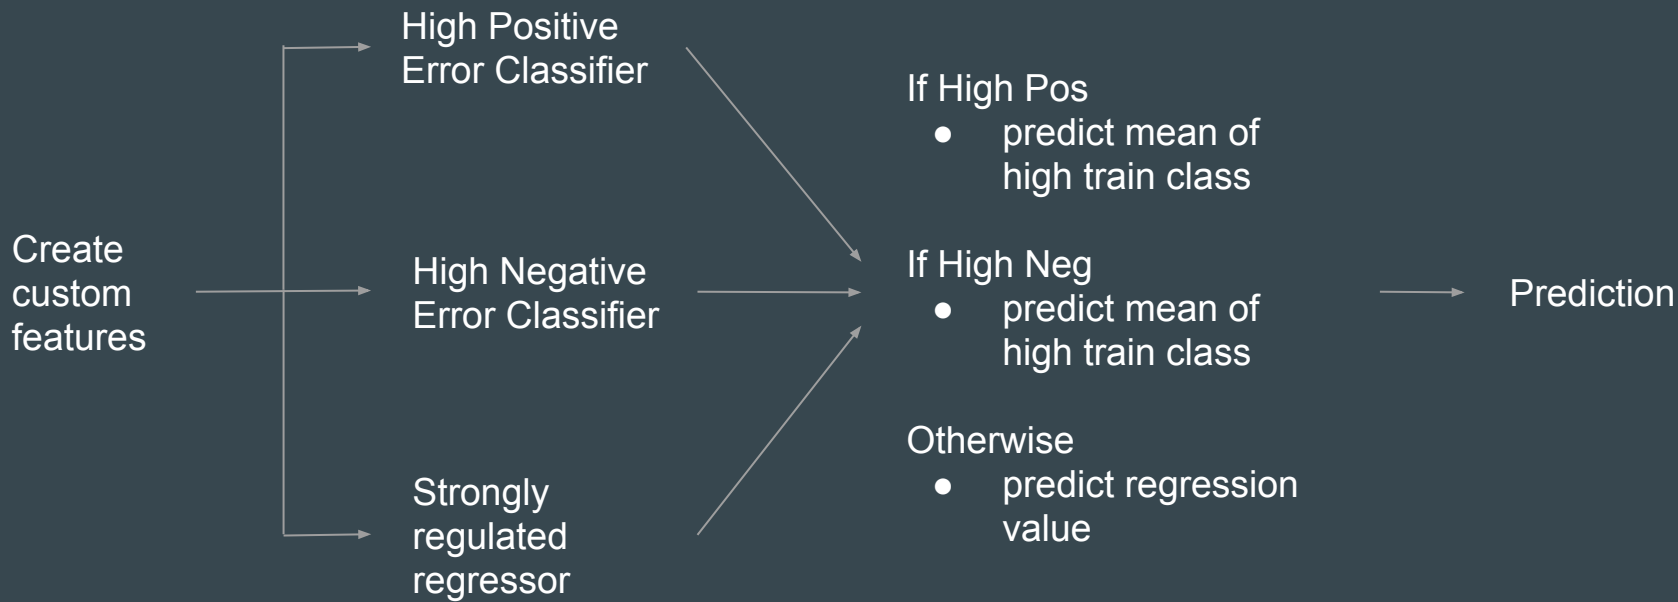 Create
custom
features
High Positive
Error Classifier
High Negative
Error Classifier
Strongly
regulated
regressor
If High Pos
● predict mean of
high train class
If High Neg
● predict mean of
high train class
Otherwise
● predict regression
value
Prediction